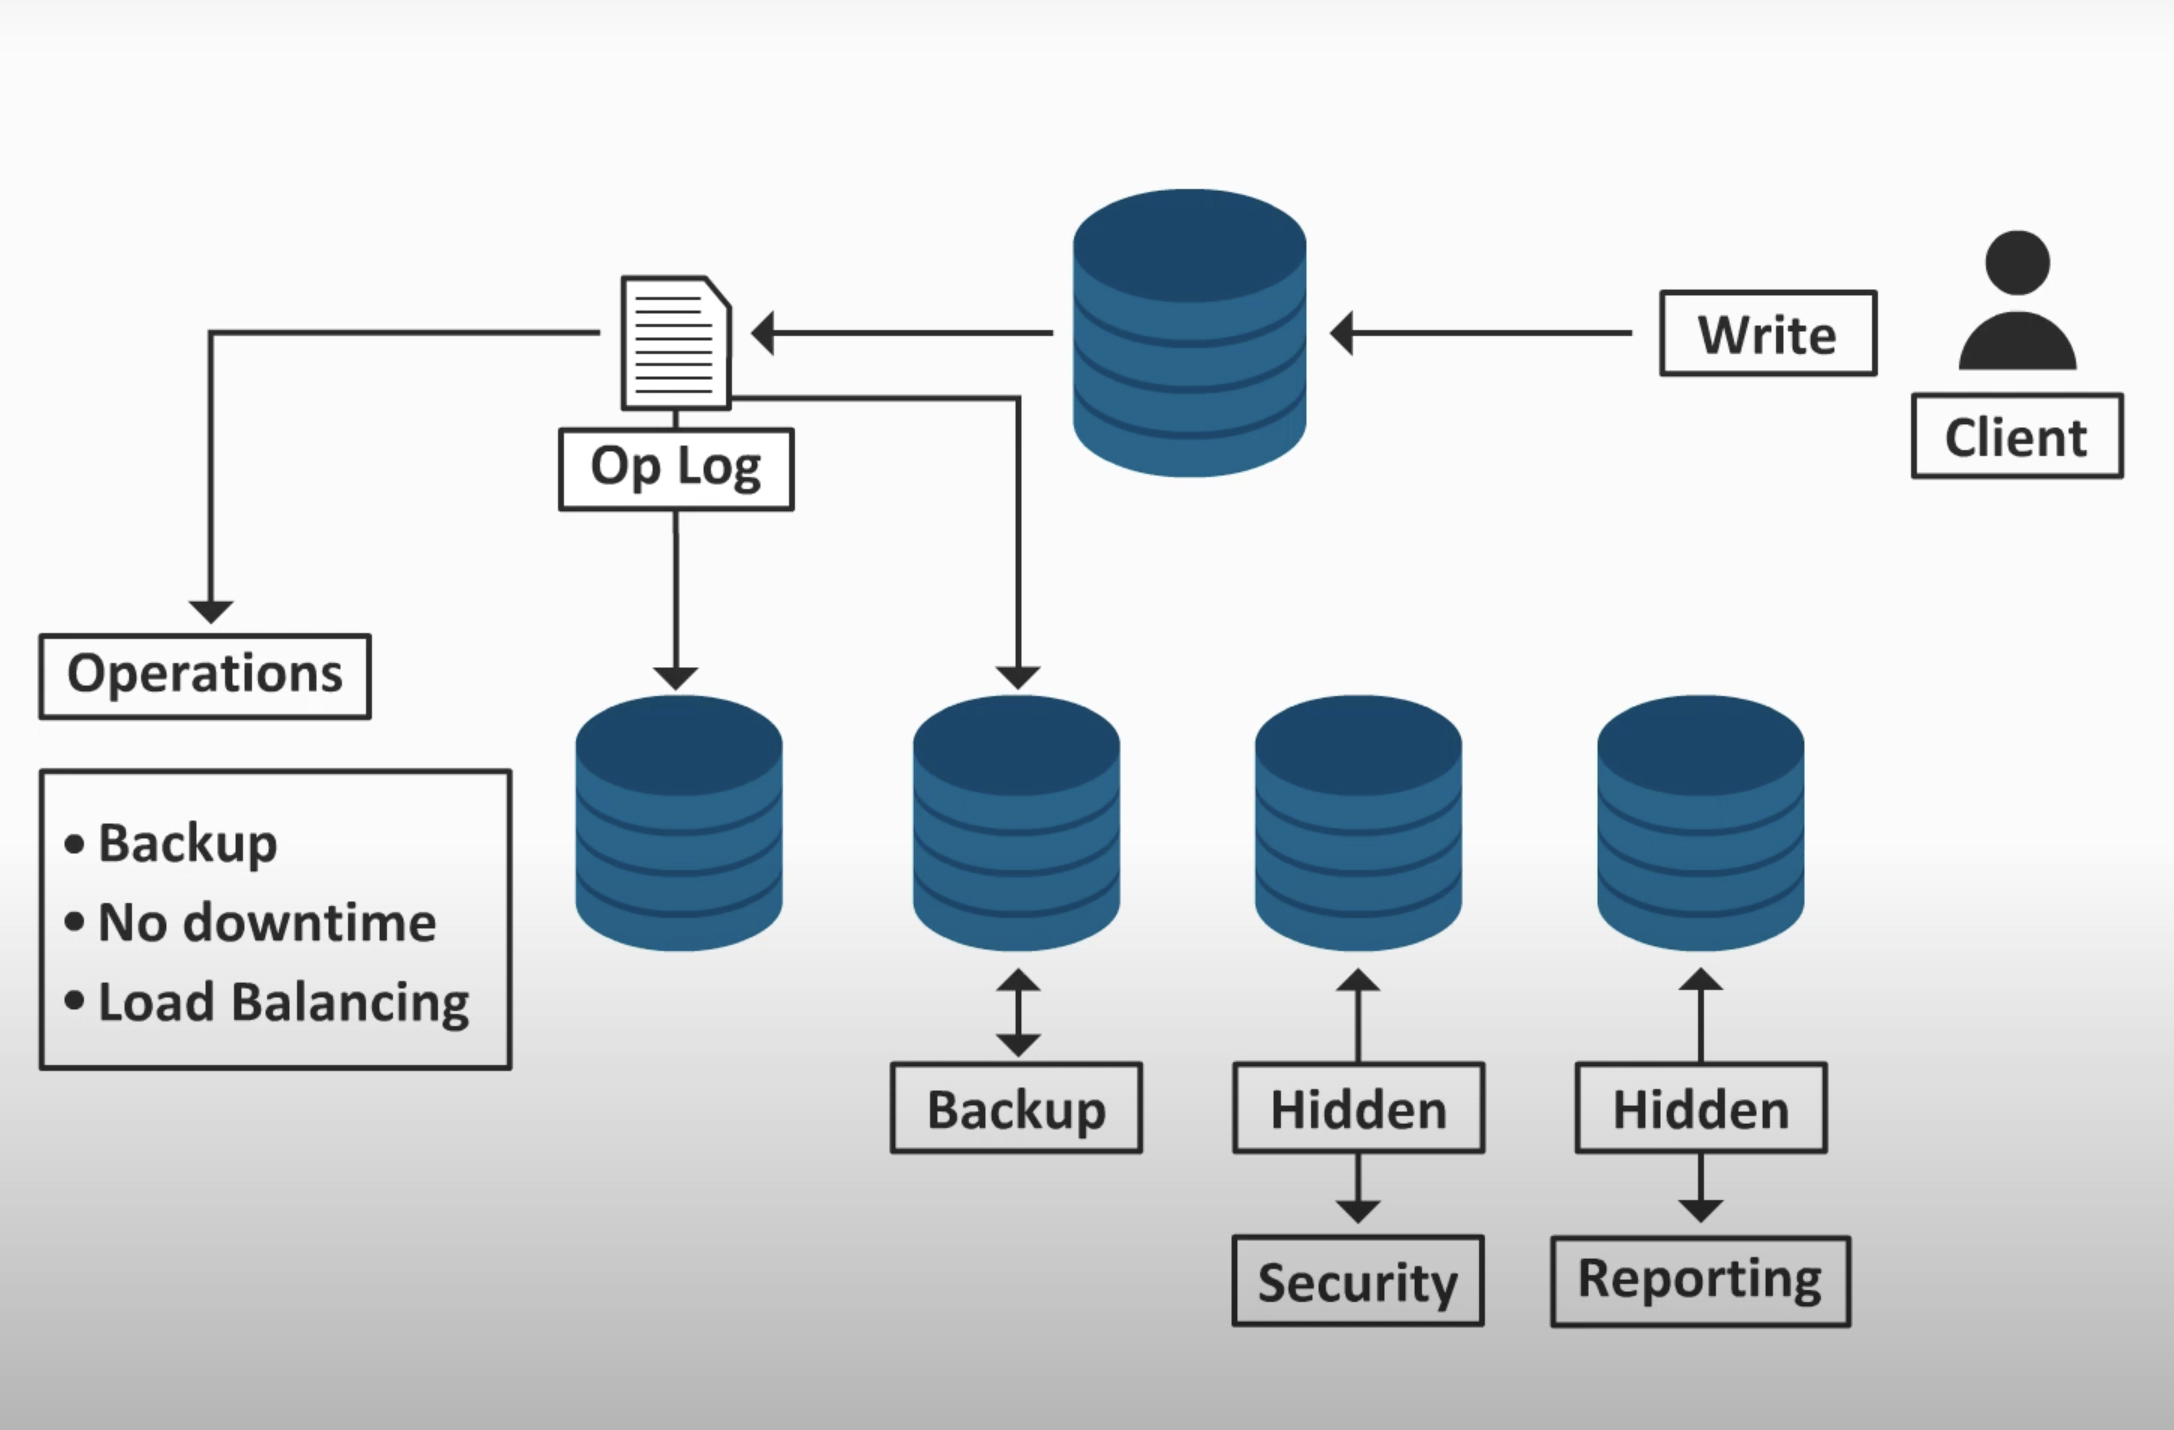 Write
Client
Op Log
Operations
• Backup
• No downtime
• Load Balancing
Backup
Hidden
Hidden
Security
Reporting